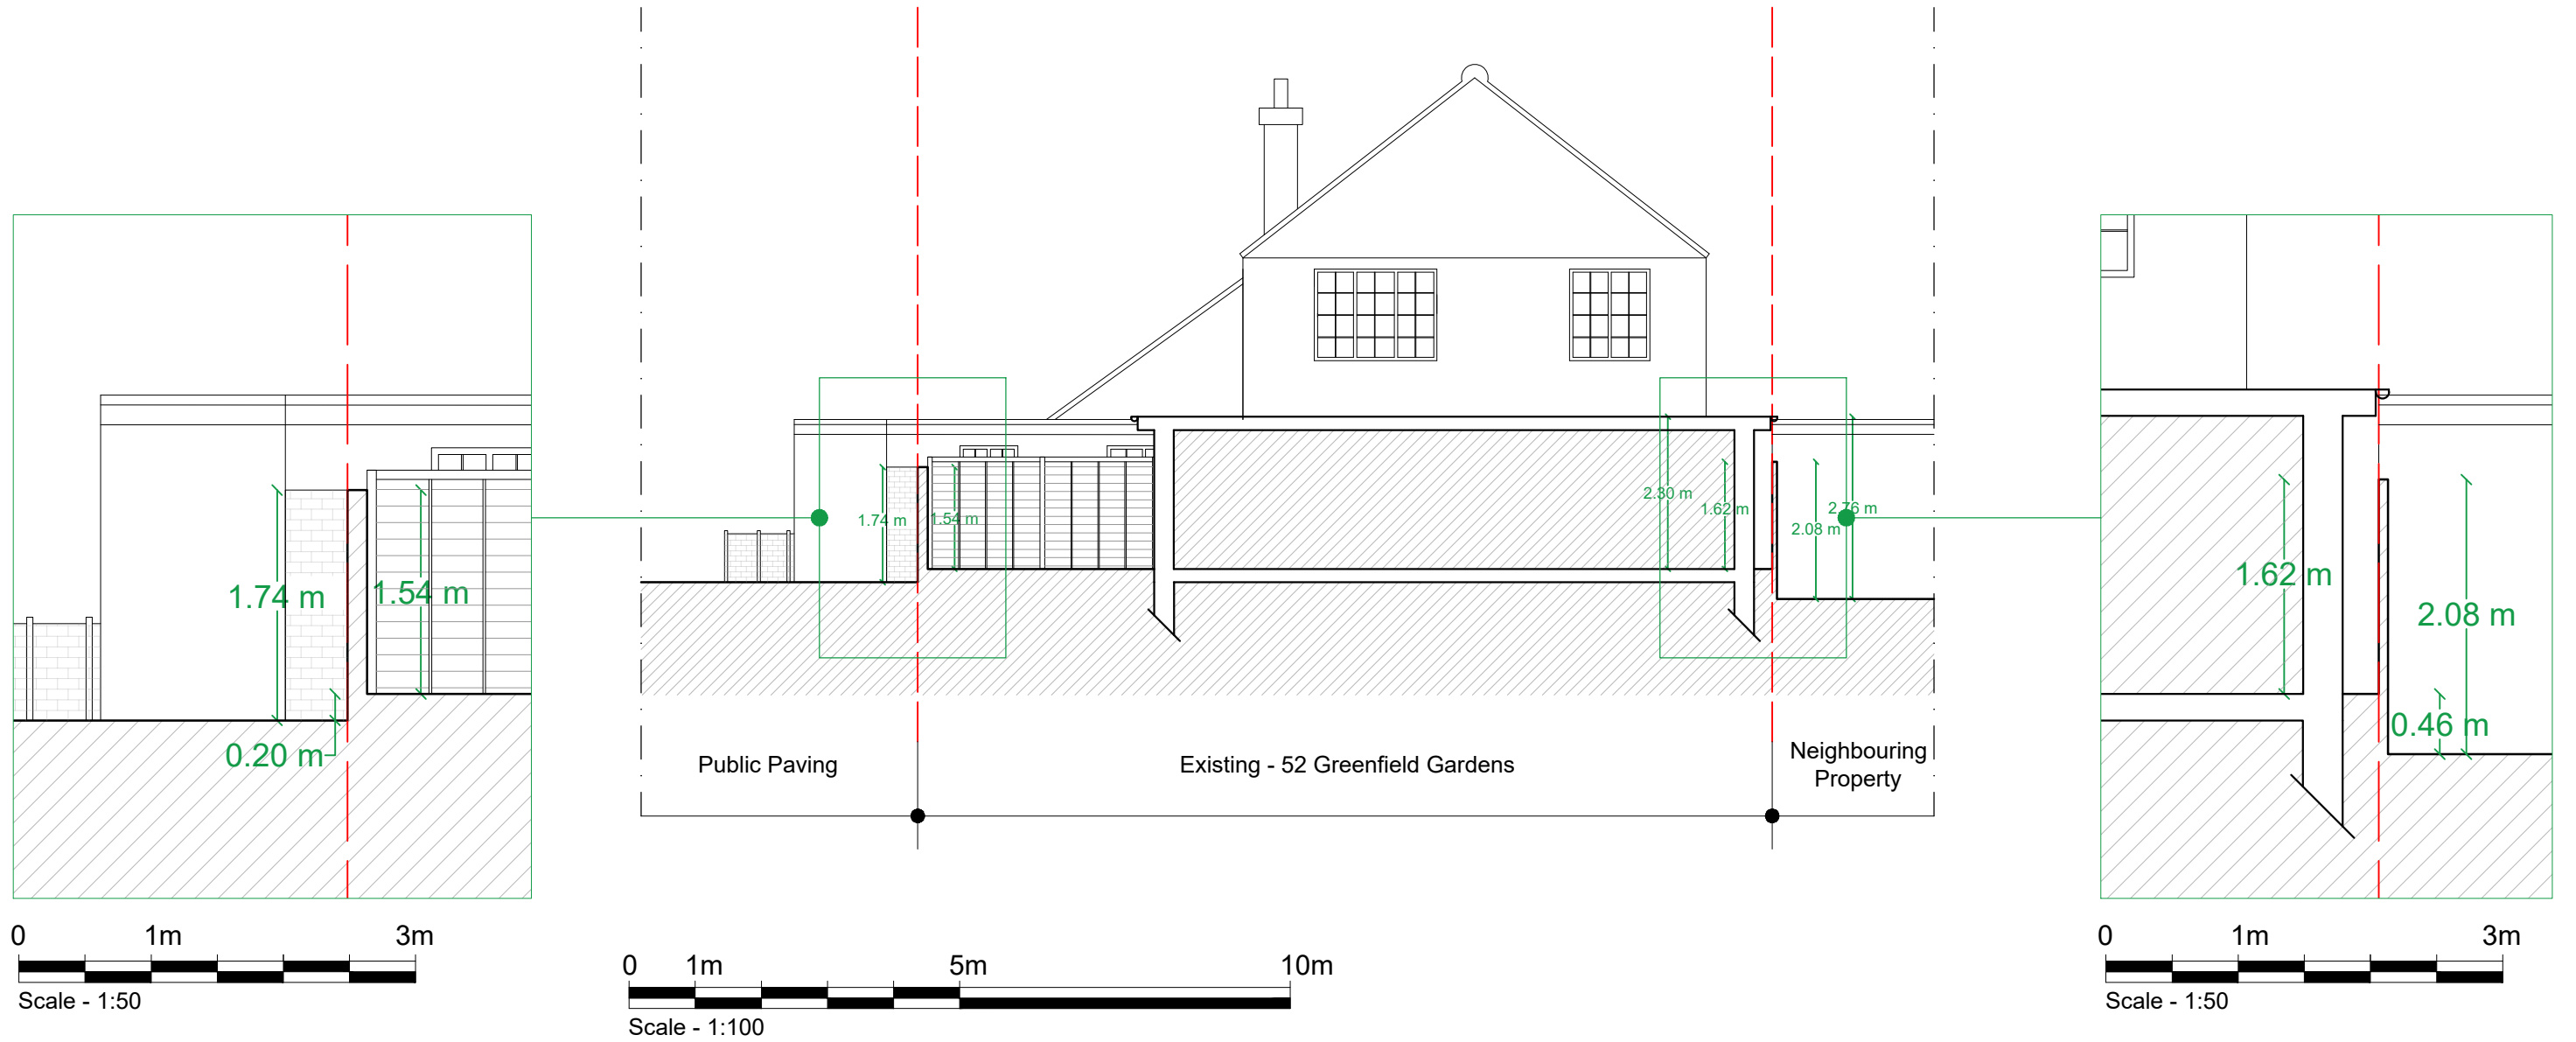 1.74 m
1.54 m
0.20 m
0
1m
3m
Scale - 1:50
1.74 m
1.54 m
2.30 m
1.62 m
2.08 m
2.76 m
Public Paving
Existing - 52 Greenfield Gardens
Neighbouring
Property
0
1m
5m
10m
Scale - 1:100
1.62 m
2.08 m
0.46 m
0
1m
3m
Scale - 1:50